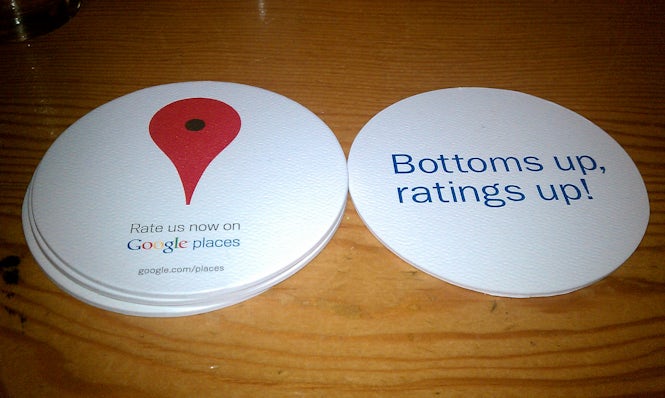 Rate us now on
Google places
google.com/places
Bottoms up,
ratings up!